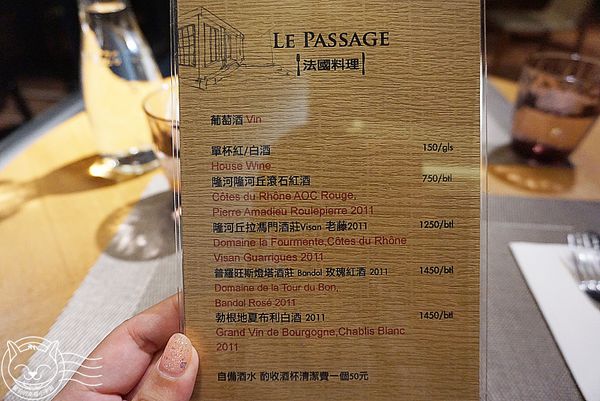 LE PASSAGE
法國料理
葡萄酒 Vin
單杯紅/白酒 150/gls
House Wine
隆河隆河丘滾石紅酒 750/btl
Côtes du Rhône AOC Rouge,
Pierre Amadieu Roulepierre 2011
隆河丘拉馮門酒莊Visan 老藤2011 1250/btl
Domaine la Fourmente,Côtes du Rhône
Visan Guarrigues 2011
普羅旺斯燈塔酒莊 Bandol 玫瑰紅酒 2011 1450/btl
Domaine de la Tour du Bon,
Bandol Rosé 2011
勃根地夏布利白酒 2011 1450/btl
Grand Vin de Bourgogne,Chablis Blanc
2011
自備酒水 酌收酒杯清潔費一個50元